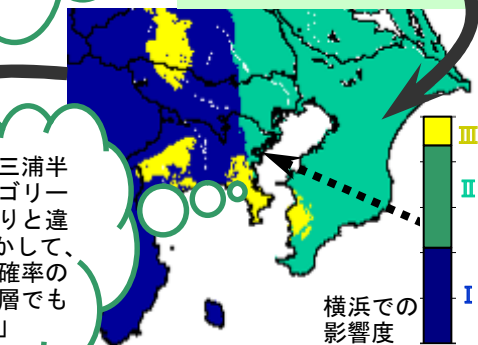 三浦半
ゴリー
りと違
かして、
確率の
層でも
」
III
II
I
横浜での
影響度